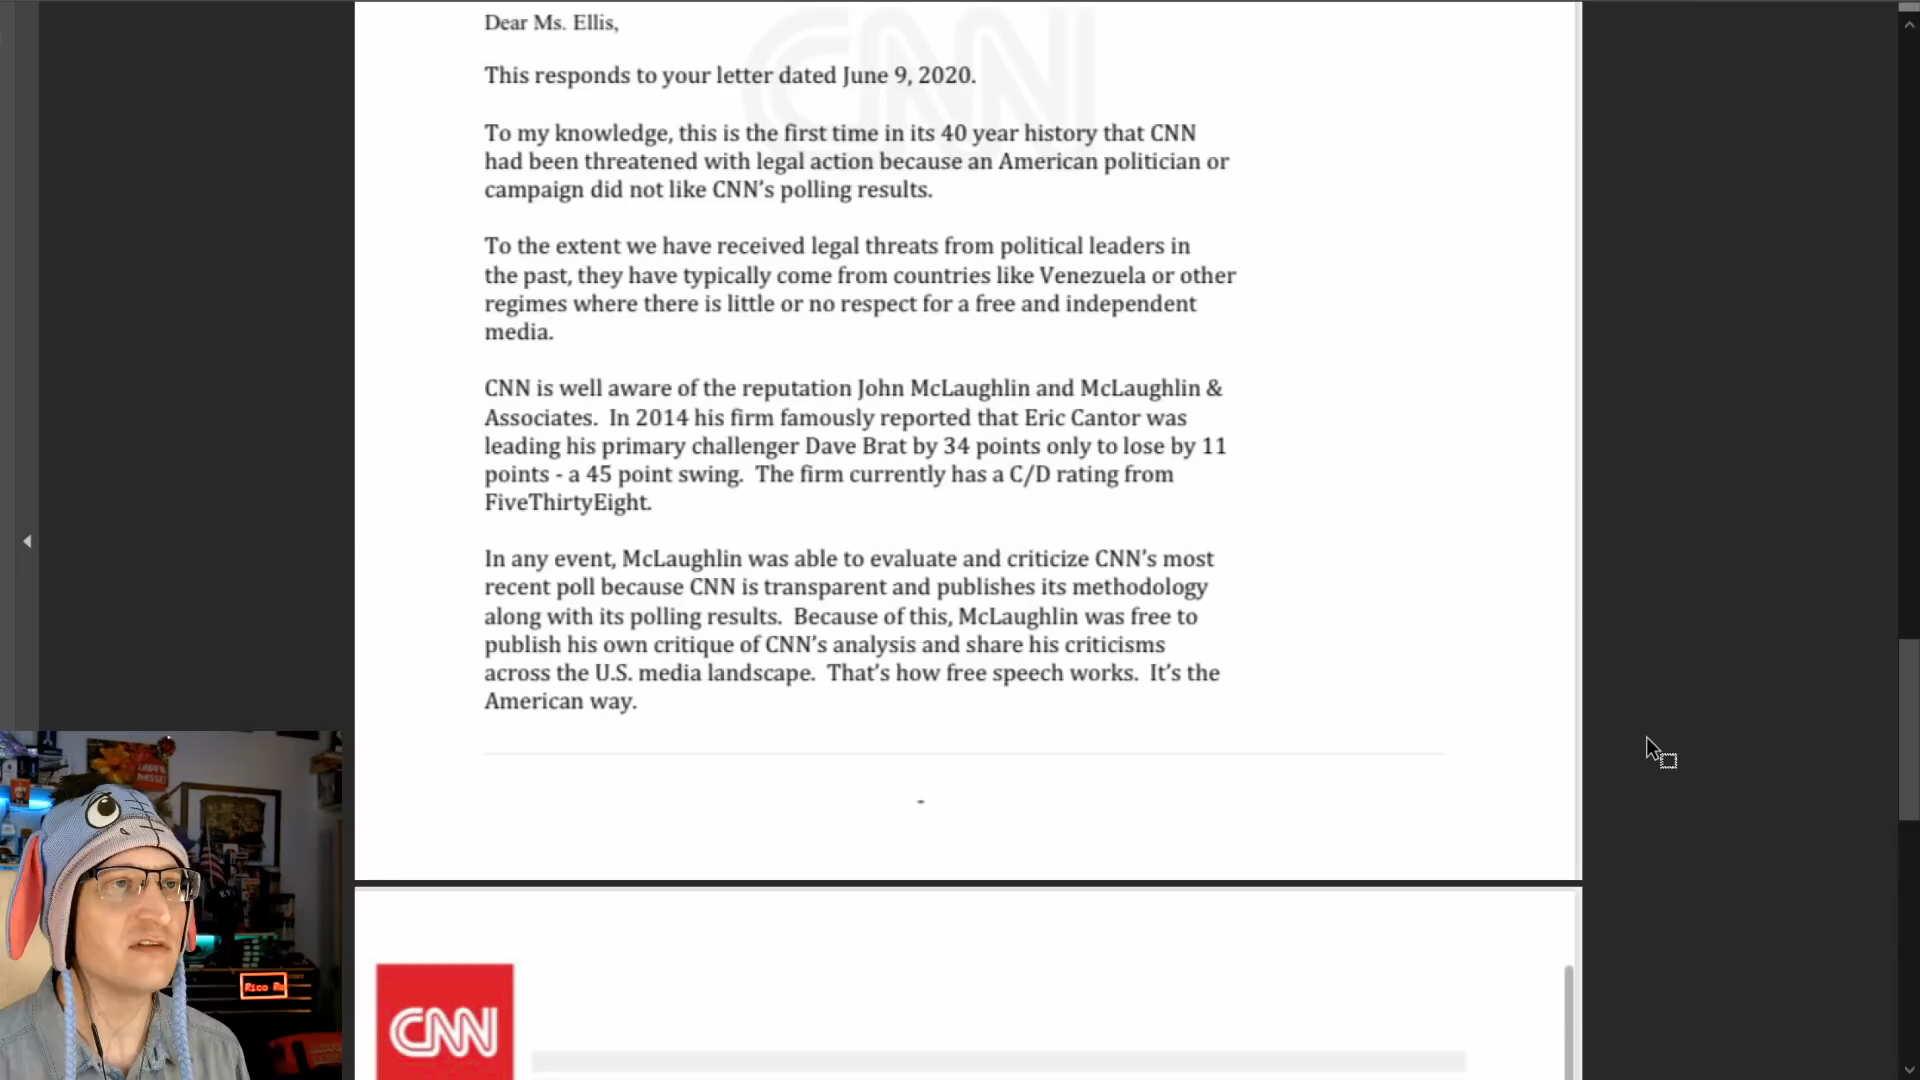 Dear Ms. Ellis,
This responds to your letter dated June 9, 2020.
To my knowledge, this is the first time in its 40 year history that CNN
had been threatened with legal action because an American politician or
campaign did not like CNN’s polling results.
To the extent we have received legal threats from political leaders in
the past, they have typically come from countries like Venezuela or other
regimes where there is little or no respect for a free and independent
media.
CNN is well aware of the reputation John McLaughlin and McLaughlin &
Associates.  In 2014 his firm famously reported that Eric Cantor was
leading his primary challenger Dave Brat by 34 points only to lose by 11
points - a 45 point swing.  The firm currently has a C/D rating from
FiveThirtyEight.
In any event, McLaughlin was able to evaluate and criticize CNN’s most
recent poll because CNN is transparent and publishes its methodology
along with its polling results.  Because of this, McLaughlin was free to
publish his own critique of CNN’s analysis and share his criticisms
across the U.S. media landscape.  That’s how free speech works.  It’s the
American way.
-
CNN
CNN
Rico